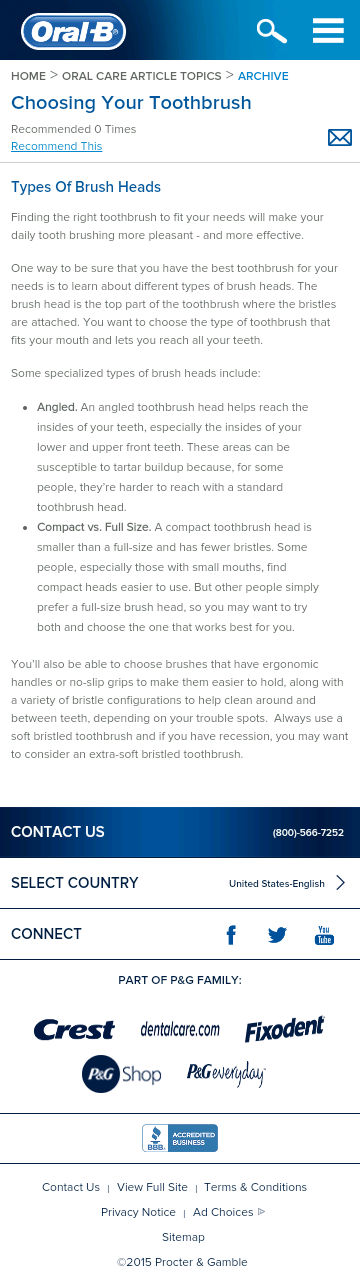 Oral-B®
HOME > ORAL CARE ARTICLE TOPICS > ARCHIVE
Choosing Your Toothbrush
Recommended 0 Times
Recommend This
Types Of Brush Heads
Finding the right toothbrush to fit your needs will make your
daily tooth brushing more pleasant - and more effective.
One way to be sure that you have the best toothbrush for your
needs is to learn about different types of brush heads. The
brush head is the top part of the toothbrush where the bristles
are attached. You want to choose the type of toothbrush that
fits your mouth and lets you reach all your teeth.
Some specialized types of brush heads include:
• Angled. An angled toothbrush head helps reach the
insides of your teeth, especially the insides of your
lower and upper front teeth. These areas can be
susceptible to tartar buildup because, for some
people, they’re harder to reach with a standard
toothbrush head.
• Compact vs. Full Size. A compact toothbrush head is
smaller than a full-size and has fewer bristles. Some
people, especially those with small mouths, find
compact heads easier to use. But other people simply
prefer a full-size brush head, so you may want to try
both and choose the one that works best for you.
You’ll also be able to choose brushes that have ergonomic
handles or no-slip grips to make them easier to hold, along with
a variety of bristle configurations to help clean around and
between teeth, depending on your trouble spots. Always use a
soft bristled toothbrush and if you have recession, you may want
to consider an extra-soft bristled toothbrush.
CONTACT US (800)-566-7252
SELECT COUNTRY United States-English
CONNECT f You Tube
PART OF P&G FAMILY:
Crest dentalcare.com Fixodent
P&G Shop P&G everyday
BBB. ACCREDITED BUSINESS
Contact Us | View Full Site | Terms & Conditions
Privacy Notice | Ad Choices
Sitemap
©2015 Procter & Gamble